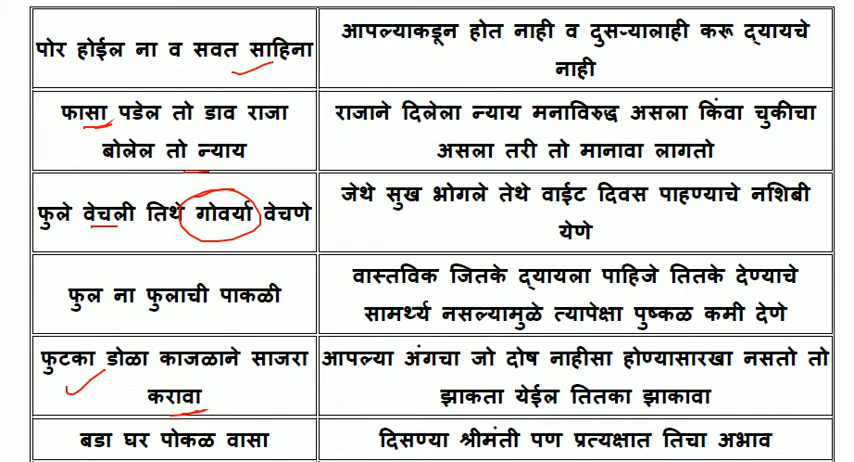 पोर होईल ना व सवत साहिना
आपल्याकडून होत नाही व दुसऱ्यालाही करू द्यायचे
नाही
फासा पडेल तो डाव राजा
बोलेल तो न्याय
राजाने दिलेला न्याय मनाविरुद्ध असला किंवा चुकीचा
असला तरी तो मानावा लागतो
फुले वेचली तिथे गोवर्या वेचणे
जेथे सुख भोगले तेथे वाईट दिवस पाहण्याचे नशिबी
येणे
फुल ना फुलाची पाकळी
वास्तविक जितके द्यायला पाहिजे तितके देण्याचे
सामर्थ्य नसल्यामुळे त्यापेक्षा पुष्कळ कमी देणे
फुटका डोळा काजळाने साजरा
करावा
आपल्या अंगचा जो दोष नाहीसा होण्यासारखा नसतो तो
झाकता येईल तितका झाकावा
बडा घर पोकळ वासा
दिसण्या श्रीमंती पण प्रत्यक्षात तिचा अभाव